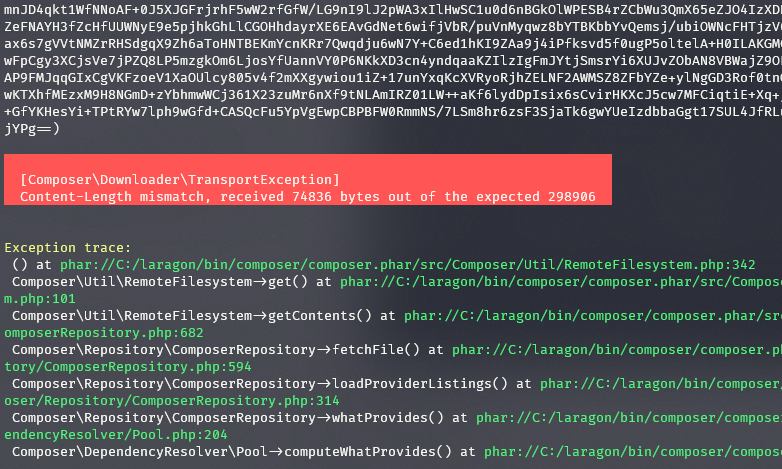 mnJD4qkt1WfNNoAF+0J5XJGFrjrhF5wW2rfGfW/LG9nI9lJ2pWA3xIlHwSC1u0d6nBGkOlWPESB4rZCbWu3QmX65eZJO4IzXD
ZeFNAYH3fZcHfUUWNyE9e5pjhkGhLlCGOHhdayrXE6EAvGdNet6wifjVbR/puVnMyqwz8bYTBKbbYvQemsj/ubiOWNcFHTjzV
ax6s7gVVtNMZrRHSdgqX9Zh6aToHNTBEKmYcnKRr7Qwqdju6wN7Y+C6ed1hKI9ZAa9j4iPfksvd5f0ugP5oltelA+H0ILAKGM
wFpCgy3XCjsVe7jPZQ8LP5mzgkOm6LjosYfUannVY0P6NKkXD3cn4yndqaaKZIlzIgFmJYtjSmsrYi6XUJvZObAN8VBWajZ9O
AP9FMJqqGIxCgVKFzoeV1XaOUlcy805v4f2mXXgywiou1iZ+17unYxqKcXVRyoRjhZELNF2AWMSZ8ZFbYZe+ylNgGD3Rof0tn
wKTXhfMEzxM9H8NGmD+zYbhmwWCj361X23zuMr6nXf9tNLAmIRZ01LW++aKf6lydDpIsix6sCvirHKXcJ5cw7MFCiqtiE+Xq+
+GfYKHesYi+TPtRYw7lph9wGfd+CASQcFu5YpVgEwpCBPBFW0RmmNS/7LSm8hr6zsF3SjaTk6gwYUeIzdbbaGgt17SUL4JfRL
jYPg==)
[Composer\Downloader\TransportException]
Content-Length mismatch, received 74836 bytes out of the expected 298906
Exception trace:
() at phar://C:/laragon/bin/composer/composer.phar/src/Composer/Util/RemoteFilesystem.php:342
Composer\Util\RemoteFilesystem->get() at phar://C:/laragon/bin/composer/composer.phar/src/Compos
m.php:101
Composer\Util\RemoteFilesystem->getContents() at phar://C:/laragon/bin/composer/composer.phar/sr
omposerRepository.php:682
Composer\Repository\ComposerRepository->fetchFile() at phar://C:/laragon/bin/composer/composer.p
tory/ComposerRepository.php:594
Composer\Repository\ComposerRepository->loadProviderListings() at phar://C:/laragon/bin/composer
oser/Repository/ComposerRepository.php:314
Composer\Repository\ComposerRepository->whatProvides() at phar://C:/laragon/bin/composer/compose
endencyResolver/Pool.php:204
Composer\DependencyResolver\Pool->computeWhatProvides() at phar://C:/laragon/bin/composer/compos